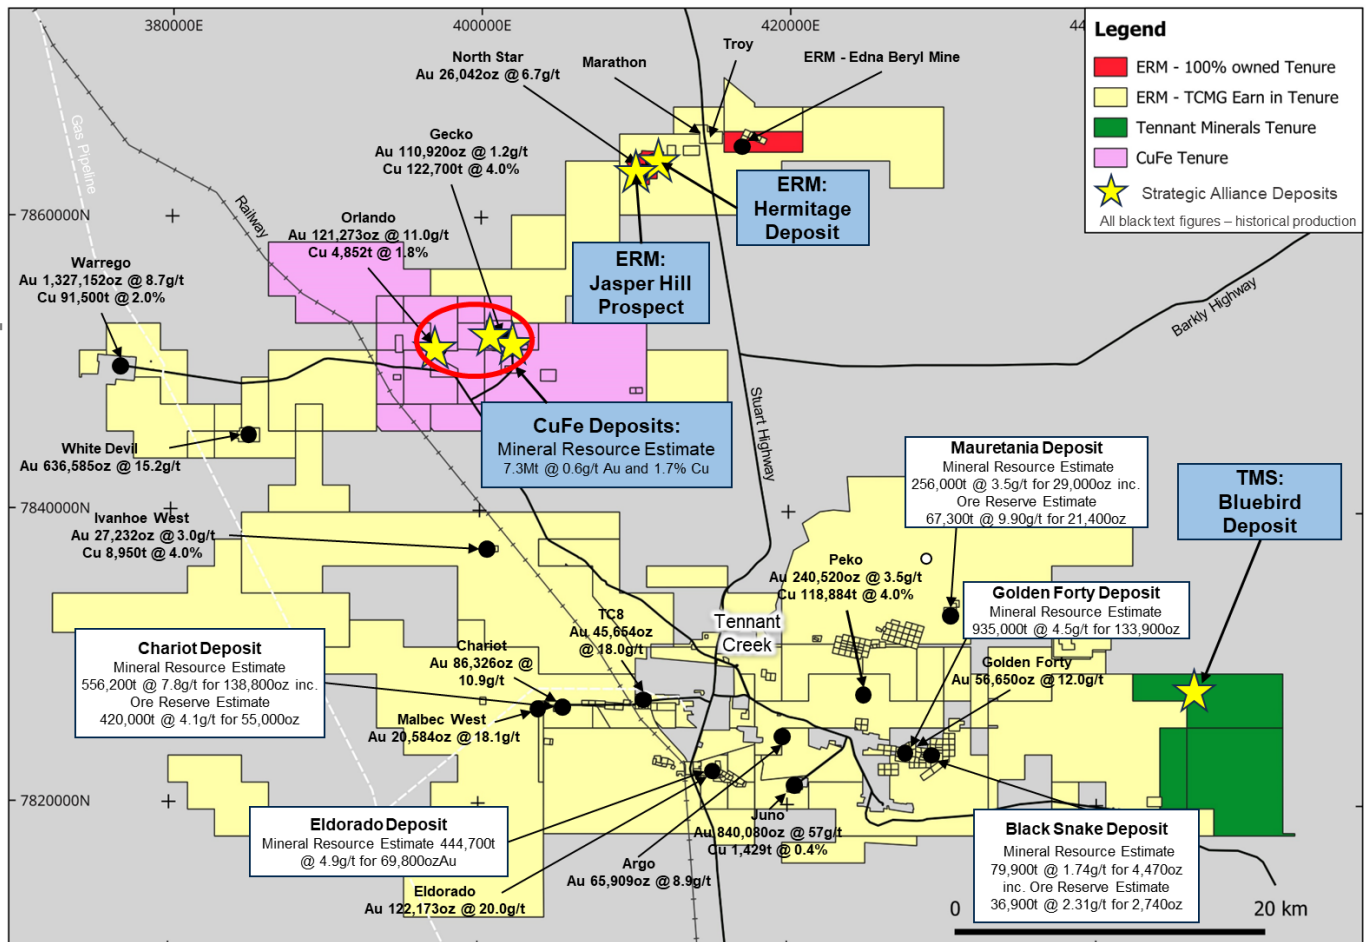 380000E
400000E
420000E
44
7860000N
7840000N
7820000N
Legend
ERM - 100% owned Tenure
ERM - TCMG Earn in Tenure
Tennant Minerals Tenure
CuFe Tenure
Strategic Alliance Deposits
All black text figures – historical production
Gas Pipeline
Railway
Stuart Highway
Barkly Highway
North Star
Au 26,042oz @ 6.7g/t
Marathon
Troy
ERM - Edna Beryl Mine
Gecko
Au 110,920oz @ 1.2g/t
Cu 122,700t @ 4.0%
Orlando
Au 121,273oz @ 11.0g/t
Cu 4,852t @ 1.8%
Warrego
Au 1,327,152oz @ 8.7g/t
Cu 91,500t @ 2.0%
ERM:
Hermitage
Deposit
ERM:
Jasper Hill
Prospect
CuFe Deposits:
Mineral Resource Estimate
7.3Mt @ 0.6g/t Au and 1.7% Cu
White Devil
Au 636,585oz @ 15.2g/t
Ivanhoe West
Au 27,232oz @ 3.0g/t
Cu 8,950t @ 4.0%
Mauretania Deposit
Mineral Resource Estimate
256,000t @ 3.5g/t for 29,000oz inc.
Ore Reserve Estimate
67,300t @ 9.90g/t for 21,400oz
TMS:
Bluebird
Deposit
Peko
Au 240,520oz @ 3.5g/t
Cu 118,884t @ 4.0%
Golden Forty Deposit
Mineral Resource Estimate
935,000t @ 4.5g/t for 133,900oz
Golden Forty
Au 56,650oz @ 12.0g/t
Tennant
Creek
TC8
Au 45,654oz
@ 18.0g/t
Chariot Deposit
Mineral Resource Estimate
556,200t @ 7.8g/t for 138,800oz inc.
Ore Reserve Estimate
420,000t @ 4.1g/t for 55,000oz
Chariot
Au 86,326oz @
10.9g/t
Malbec West
Au 20,584oz @ 18.1g/t
Eldorado Deposit
Mineral Resource Estimate 444,700t
@ 4.9g/t for 69,800ozAu
Eldorado
Au 122,173oz @ 20.0g/t
Argo
Au 65,909oz @ 8.9g/t
Juno
Au 840,080oz @ 57g/t
Cu 1,429t @ 0.4%
Black Snake Deposit
Mineral Resource Estimate
79,900t @ 1.74g/t for 4,470oz
inc. Ore Reserve Estimate
36,900t @ 2.31g/t for 2,740oz
0
20 km